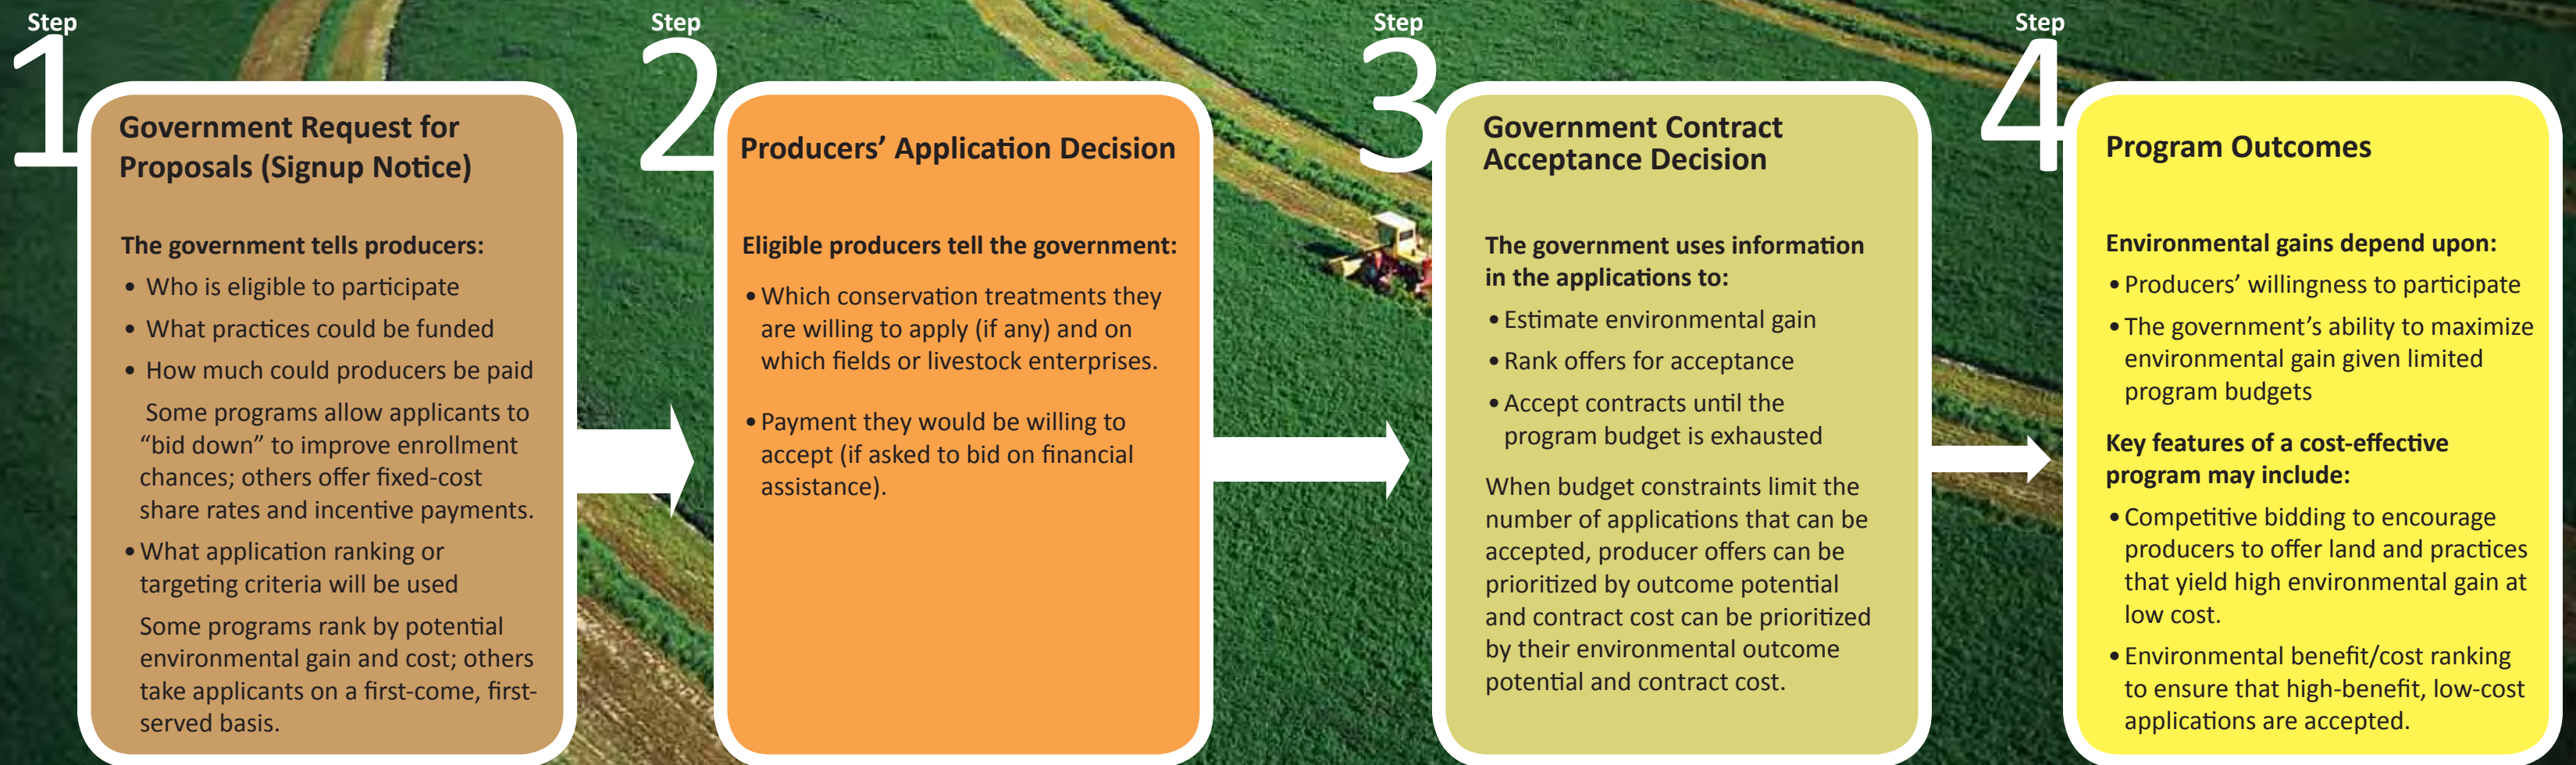 Step
1
Government Request for
Proposals (Signup Notice)
The government tells producers:
• Who is eligible to participate
• What practices could be funded
• How much could producers be paid
Some programs allow applicants to
“bid down” to improve enrollment
chances; others offer fixed-cost
share rates and incentive payments.
• What application ranking or
targeting criteria will be used
Some programs rank by potential
environmental gain and cost; others
take applicants on a first-come, first-
served basis.
Step
2
Producers’ Application Decision
Eligible producers tell the government:
• Which conservation treatments they
are willing to apply (if any) and on
which fields or livestock enterprises.
• Payment they would be willing to
accept (if asked to bid on financial
assistance).
Step
3
Government Contract
Acceptance Decision
The government uses information
in the applications to:
• Estimate environmental gain
• Rank offers for acceptance
• Accept contracts until the
program budget is exhausted
When budget constraints limit the
number of applications that can be
accepted, producer offers can be
prioritized by outcome potential
and contract cost can be prioritized
by their environmental outcome
potential and contract cost.
Step
4
Program Outcomes
Environmental gains depend upon:
• Producers’ willingness to participate
• The government’s ability to maximize
environmental gain given limited
program budgets
Key features of a cost-effective
program may include:
• Competitive bidding to encourage
producers to offer land and practices
that yield high environmental gain at
low cost.
• Environmental benefit/cost ranking
to ensure that high-benefit, low-cost
applications are accepted.